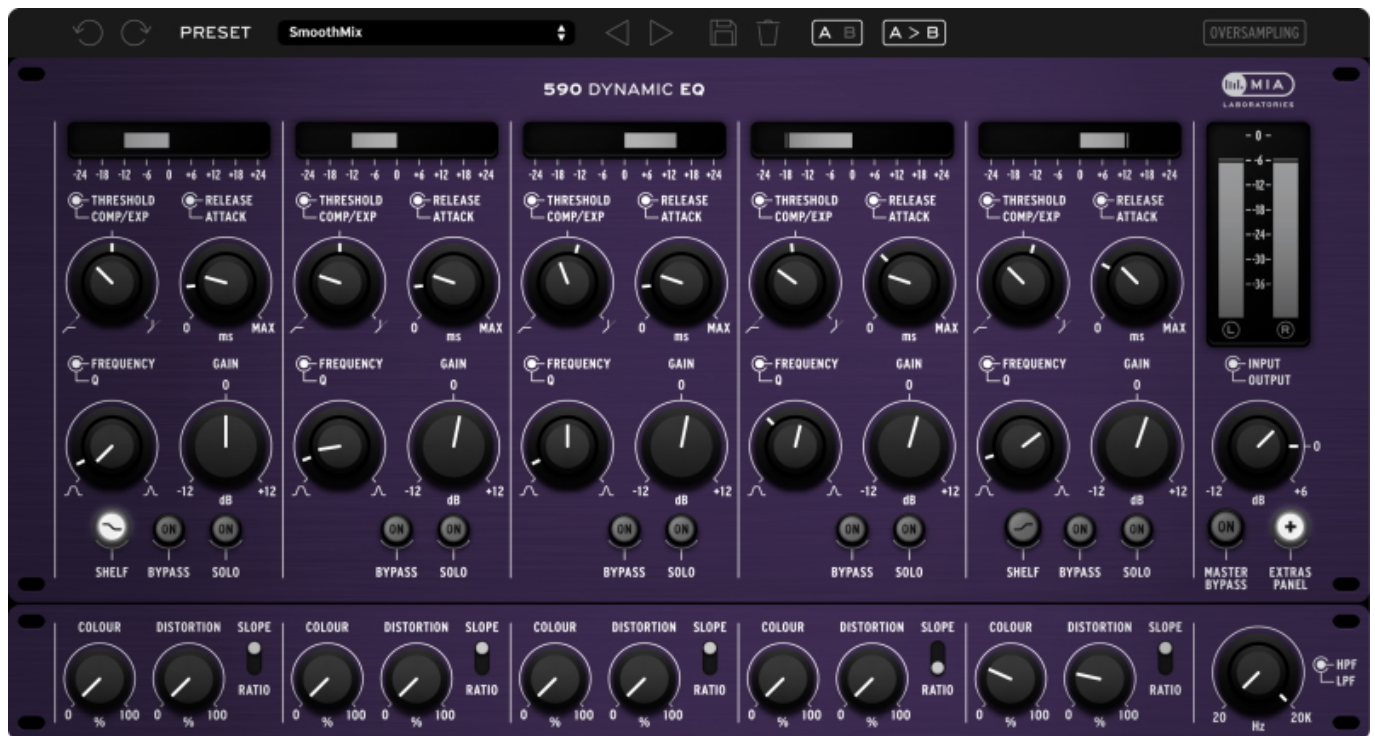 PRESET SmoothMix A B A > B OVERSAMPLING
590 DYNAMIC EQ
MIA
LABORATORIES
-24 -18 -12 -6 0 +6 +12 +18 +24
THRESHOLD RELEASE
COMP/EXP ATTACK
0 ms MAX
FREQUENCY GAIN
Q 0
-12 dB +12
ON ON
SHELF BYPASS SOLO
-24 -18 -12 -6 0 +6 +12 +18 +24
THRESHOLD RELEASE
COMP/EXP ATTACK
0 ms MAX
FREQUENCY GAIN
Q 0
-12 dB +12
ON ON
BYPASS SOLO
-24 -18 -12 -6 0 +6 +12 +18 +24
THRESHOLD RELEASE
COMP/EXP ATTACK
0 ms MAX
FREQUENCY GAIN
Q 0
-12 dB +12
ON ON
BYPASS SOLO
-24 -18 -12 -6 0 +6 +12 +18 +24
THRESHOLD RELEASE
COMP/EXP ATTACK
0 ms MAX
FREQUENCY GAIN
Q 0
-12 dB +12
ON ON
BYPASS SOLO
-24 -18 -12 -6 0 +6 +12 +18 +24
THRESHOLD RELEASE
COMP/EXP ATTACK
0 ms MAX
FREQUENCY GAIN
Q 0
-12 dB +12
ON ON
SHELF BYPASS SOLO
- 0 -
-6-
-12-
-18-
-24-
-30-
-36-
L R
INPUT
OUTPUT
0
-12 dB +6
ON +
MASTER EXTRAS
BYPASS PANEL
COLOUR DISTORTION SLOPE
RATIO
0 % 100 0 % 100
COLOUR DISTORTION SLOPE
RATIO
0 % 100 0 % 100
COLOUR DISTORTION SLOPE
RATIO
0 % 100 0 % 100
COLOUR DISTORTION SLOPE
RATIO
0 % 100 0 % 100
COLOUR DISTORTION SLOPE
RATIO
0 % 100 0 % 100
HPF
LPF
20 Hz 20K